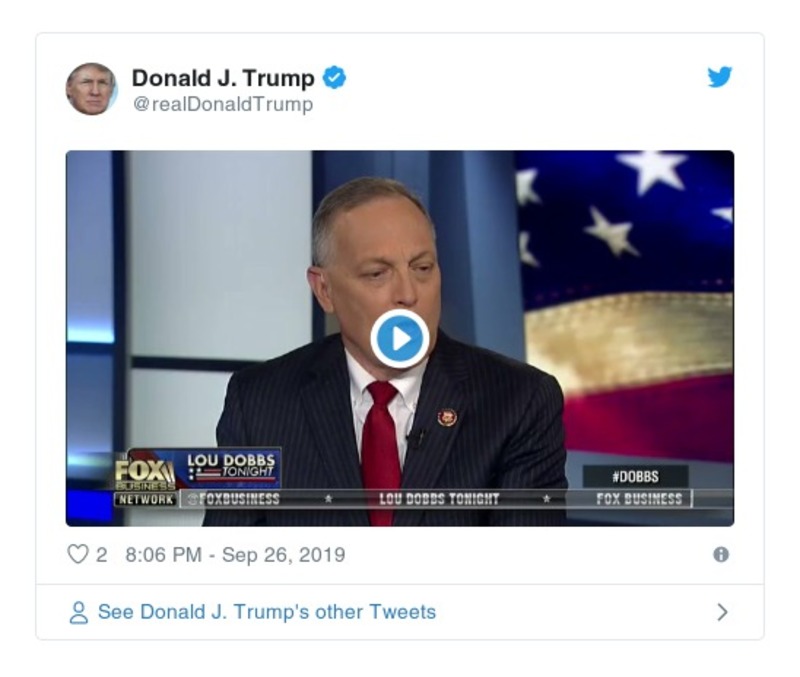 Donald J. Trump
@realDonaldTrump
FOX
BUSINESS
NETWORK
LOU DOBBS
TONIGHT
#DOBBS
@FOXBUSINESS ★ LOU DOBBS TONIGHT ★ FOX BUSINESS
2 8:06 PM - Sep 26, 2019
See Donald J. Trump's other Tweets